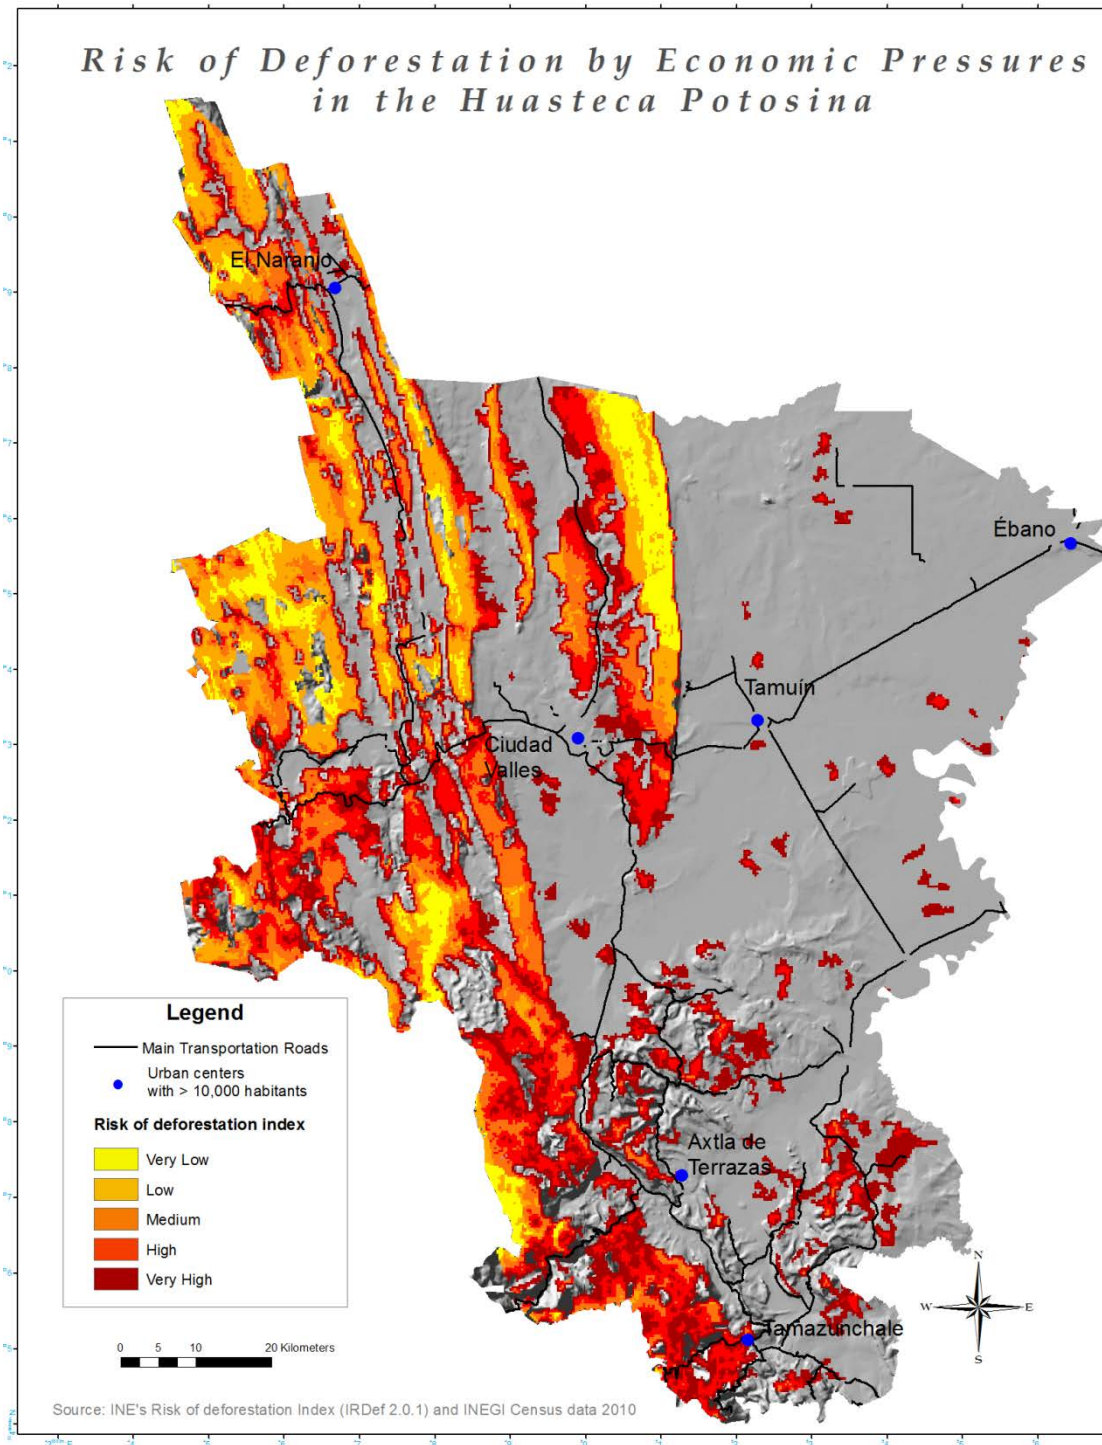 Risk of Deforestation by Economic Pressures
in the Huasteca Potosina
El Naranjo
Ébano
Tamuín
Ciudad
Valles
Axtla de
Terrazas
Tamazunchale
Legend
Main Transportation Roads
Urban centers
with > 10,000 habitants
Risk of deforestation index
Very Low
Low
Medium
High
Very High
N
W E
S
0 5 10 20 Kilometers
Source: INE's Risk of deforestation Index (IRDef 2.0.1) and INEGI Census data 2010